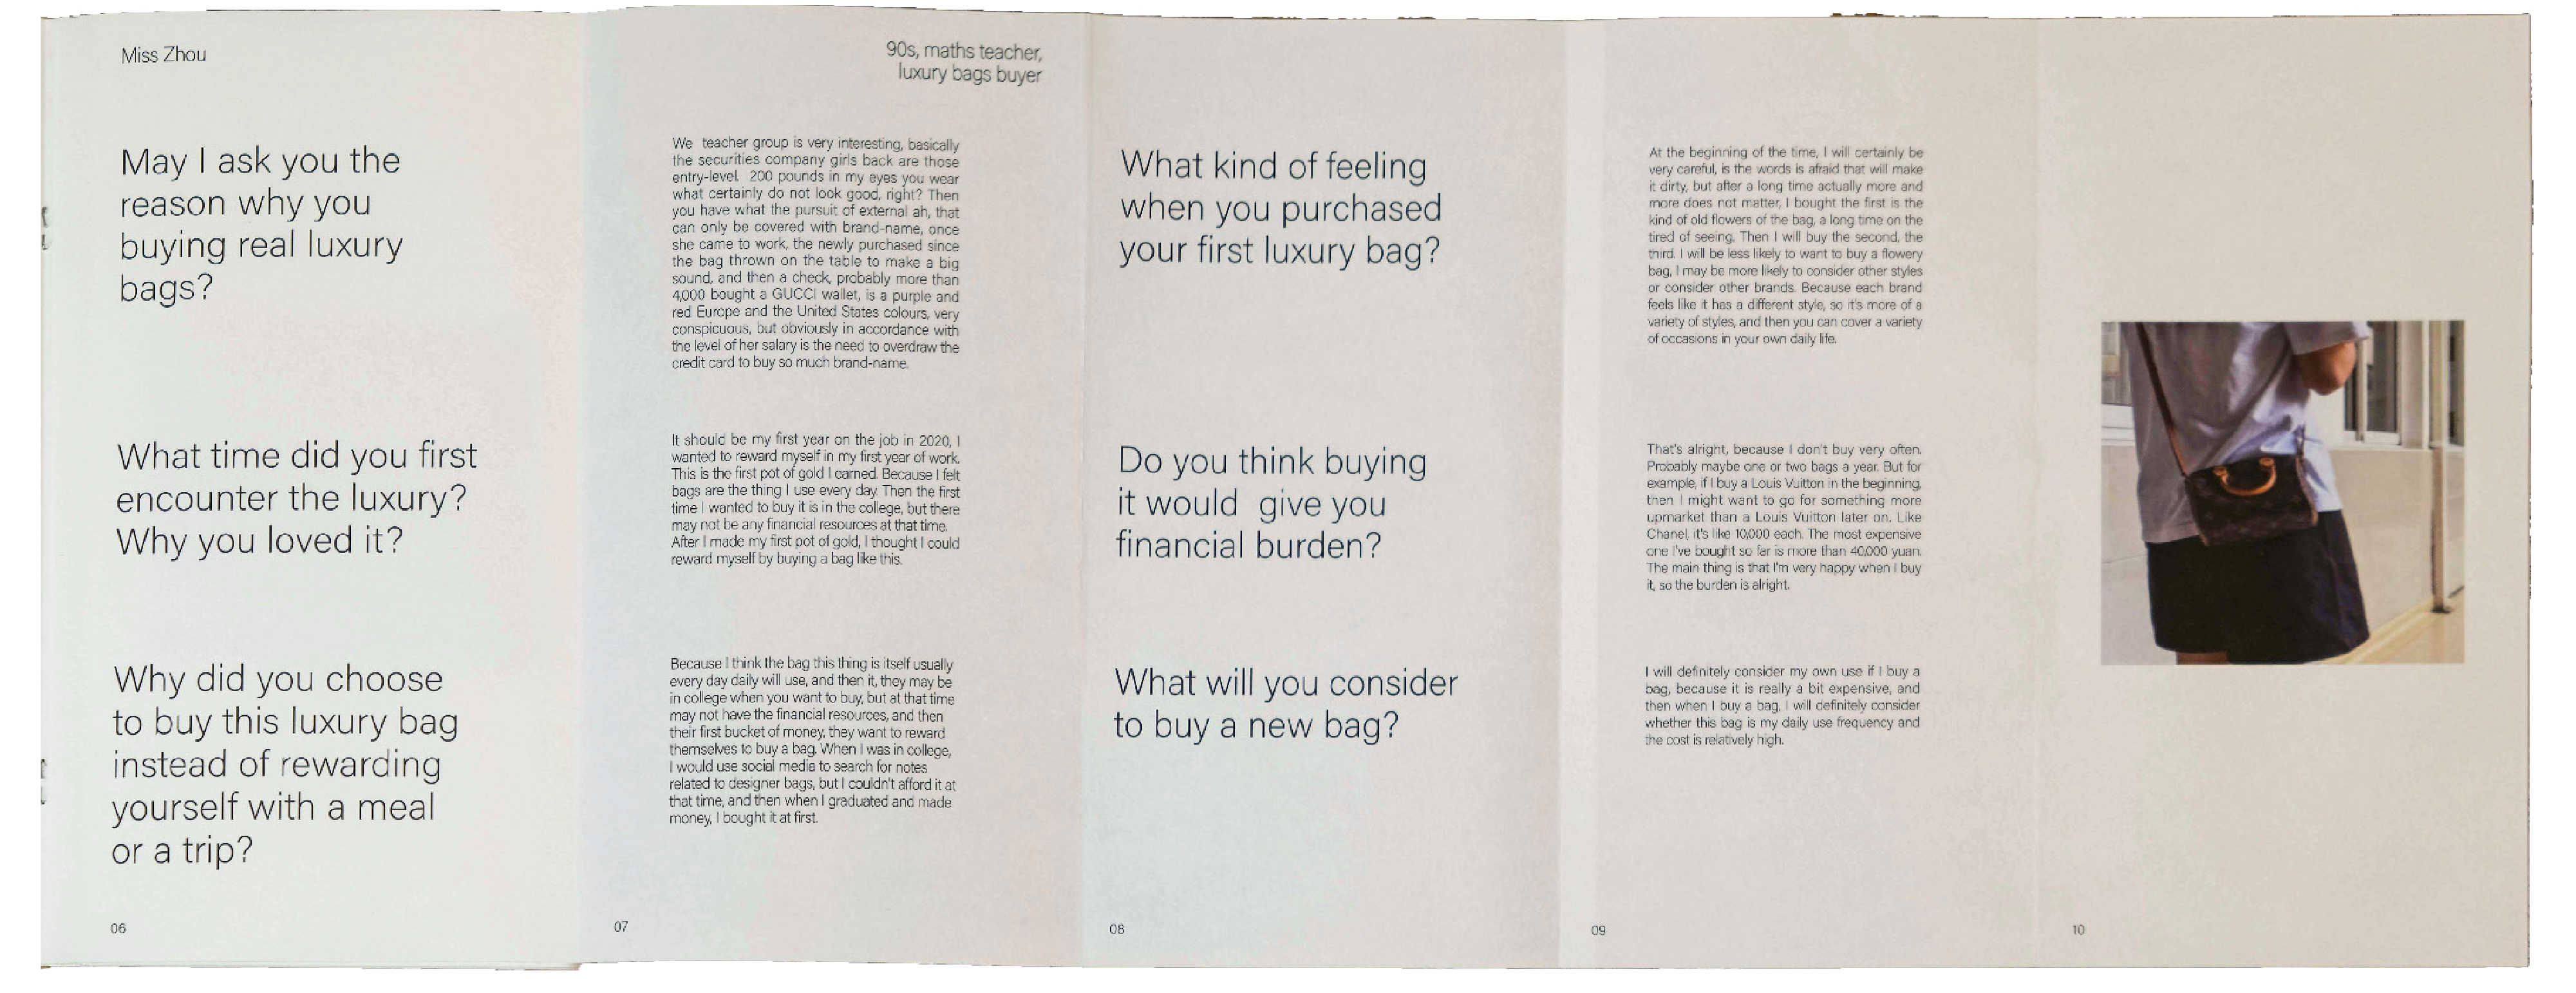 Miss Zhou
May I ask you the
reason why you
buying real luxury
bags?
What time did you first
encounter the luxury?
Why you loved it?
Why did you choose
to buy this luxury bag
instead of rewarding
yourself with a meal
or a trip?
06
90s, maths teacher,
luxury bags buyer
We teacher group is very interesting, basically
the securities company girls back are those
entry-level. 200 pounds in my eyes you wear
what certainly do not look good, right? Then
you have what the pursuit of external ah, that
can only be covered with brand-name, once
she came to work, the newly purchased since
the bag thrown on the table to make a big
sound, and then a check, probably more than
4,000 bought a GUCCI wallet, is a purple and
red Europe and the United States colours, very
conspicuous, but obviously in accordance with
the level of her salary is the need to overdraw the
credit card to buy so much brand-name.
It should be my first year on the job in 2020, I
wanted to reward myself in my first year of work.
This is the first pot of gold I earned. Because I felt
bags are the thing I use every day. Then the first
time I wanted to buy it is in the college, but there
may not be any financial resources at that time.
After I made my first pot of gold, I thought I could
reward myself by buying a bag like this.
Because I think the bag this thing is itself usually
every day daily will use, and then it, they may be
in college when you want to buy, but at that time
may not have the financial resources, and then
their first bucket of money, they want to reward
themselves to buy a bag. When I was in college,
I would use social media to search for notes
related to designer bags, but I couldn't afford it at
that time, and then when I graduated and made
money, I bought it at first.
07
What kind of feeling
when you purchased
your first luxury bag?
Do you think buying
it would give you
financial burden?
What will you consider
to buy a new bag?
08
At the beginning of the time, I will certainly be
very careful, is the words is afraid that will make
it dirty, but after a long time actually more and
more does not matter, I bought the first is the
kind of old flowers of the bag, a long time on the
tired of seeing. Then I will buy the second, the
third. I will be less likely to want to buy a flowery
bag, I may be more likely to consider other styles
or consider other brands. Because each brand
feels like it has a different style, so it's more of a
variety of styles, and then you can cover a variety
of occasions in your own daily life.
That's alright, because I don't buy very often.
Probably maybe one or two bags a year. But for
example, if I buy a Louis Vuitton in the beginning,
then I might want to go for something more
upmarket than a Louis Vuitton later on. Like
Chanel, it's like 10,000 each. The most expensive
one I've bought so far is more than 40,000 yuan.
The main thing is that I'm very happy when I buy
it, so the burden is alright.
I will definitely consider my own use if I buy a
bag, because it is really a bit expensive, and
then when I buy a bag, I will definitely consider
whether this bag is my daily use frequency and
the cost is relatively high.
09
10